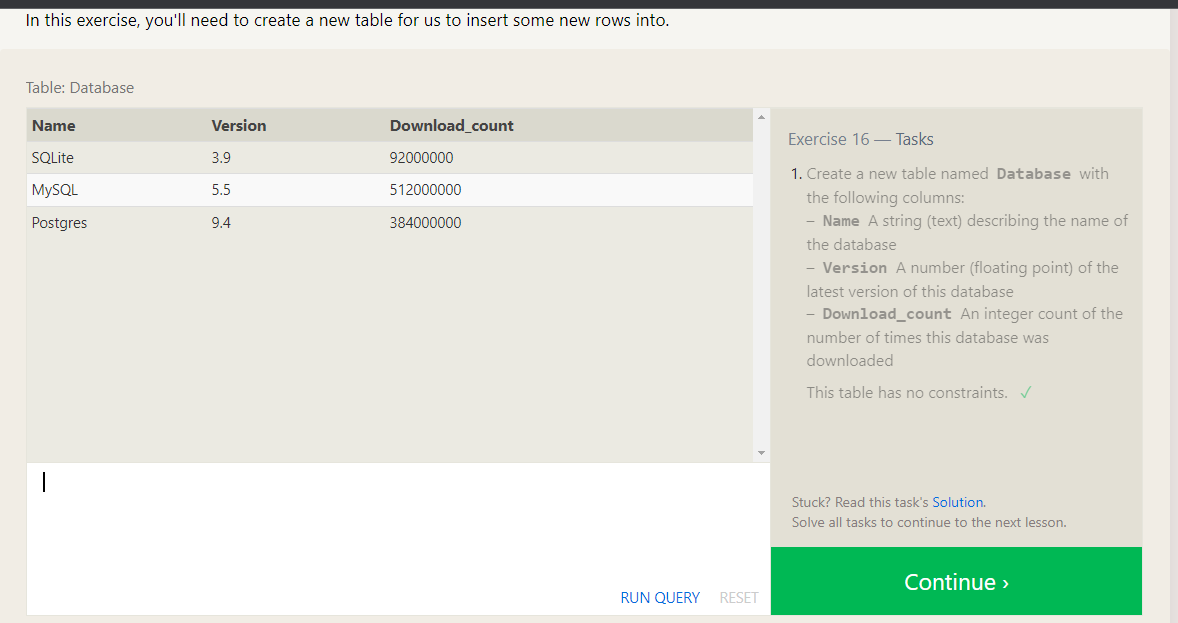 In this exercise, you'll need to create a new table for us to insert some new rows into.
Table: Database
Name Version Download_count
SQLite 3.9 92000000
MySQL 5.5 512000000
Postgres 9.4 384000000
RUN QUERY RESET
Exercise 16 — Tasks
1. Create a new table named Database with
the following columns:
– Name A string (text) describing the name of
the database
– Version A number (floating point) of the
latest version of this database
– Download_count An integer count of the
number of times this database was
downloaded
This table has no constraints. ✓
Stuck? Read this task's Solution.
Solve all tasks to continue to the next lesson.
Continue ›